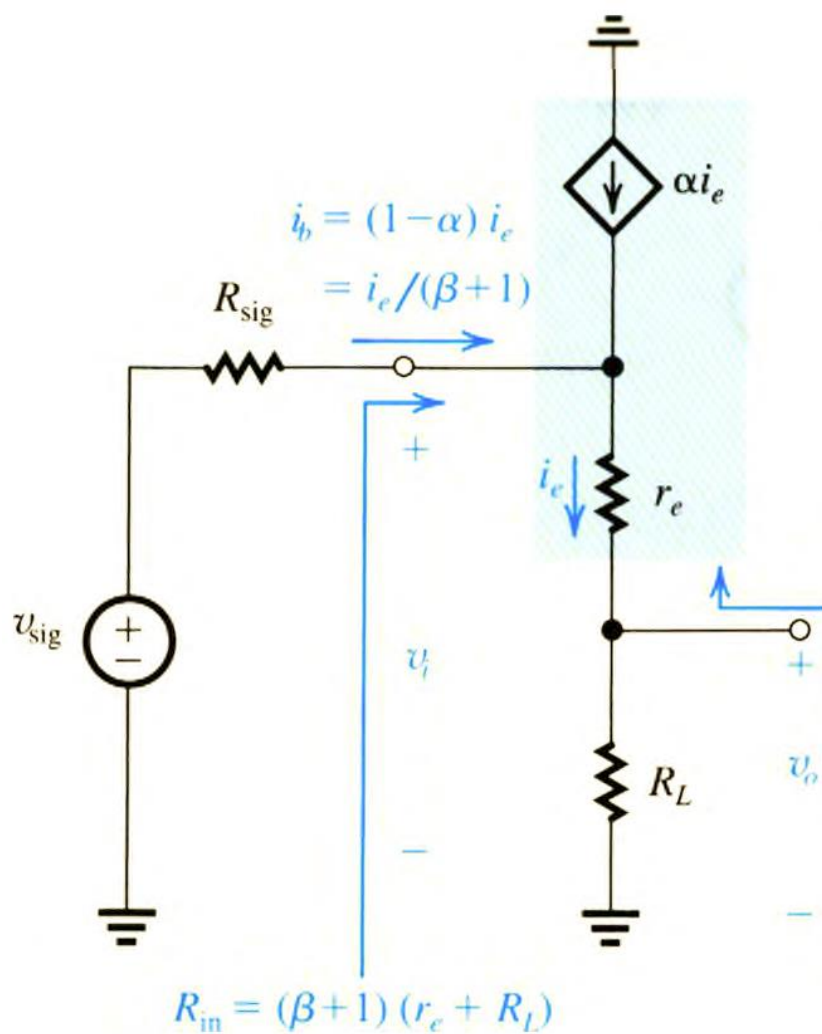 αi_e
i_b = (1−α) i_e
= i_e/(β+1)
R_sig
+
i_e
r_e
v_sig
+
−
v_i
+
v_o
R_L
−
−
R_in = (β+1) (r_e + R_L)